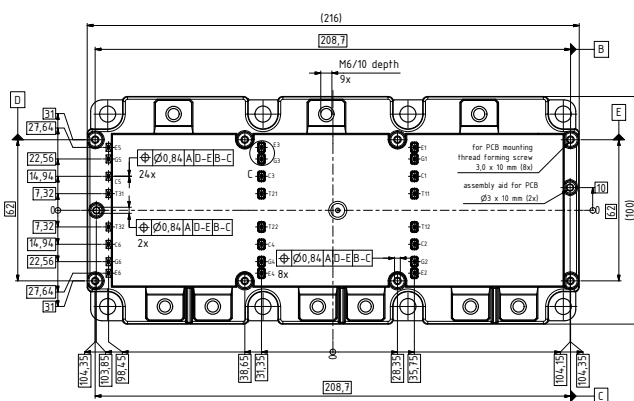 (216)
208,7
B
M6/10 depth
9x
D
E
31
27,64
22,56
14,94
7,32
0
7,32
14,94
22,56
27,64
31
62
E5
G5
C5
T31
T32
C6
G6
E6
⌖ Ø0,84 A D-E B-C
24x
⌖ Ø0,84 A D-E B-C
2x
C
E3
G3
C3
T21
T22
C4
G4
E4
⌖ Ø0,84 A D-E B-C
8x
E1
G1
C1
T11
T12
C2
G2
E2
for PCB mounting
thread forming screw
3,0 x 10 mm (8x)
assembly aid for PCB
Ø3 x 10 mm (2x)
10
0
62
(100)
104,35
103,85
98,45
38,65
31,35
0
28,35
35,75
104,15
104,35
208,7
C